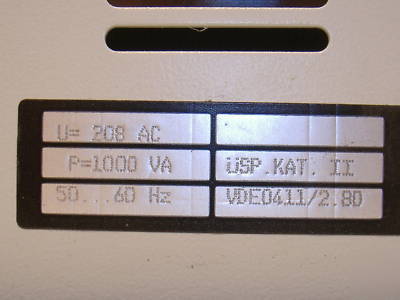 U= 208 AC
P=1000 VA
ÜSP.KAT. II
50...60 Hz
VDE0411/2.80